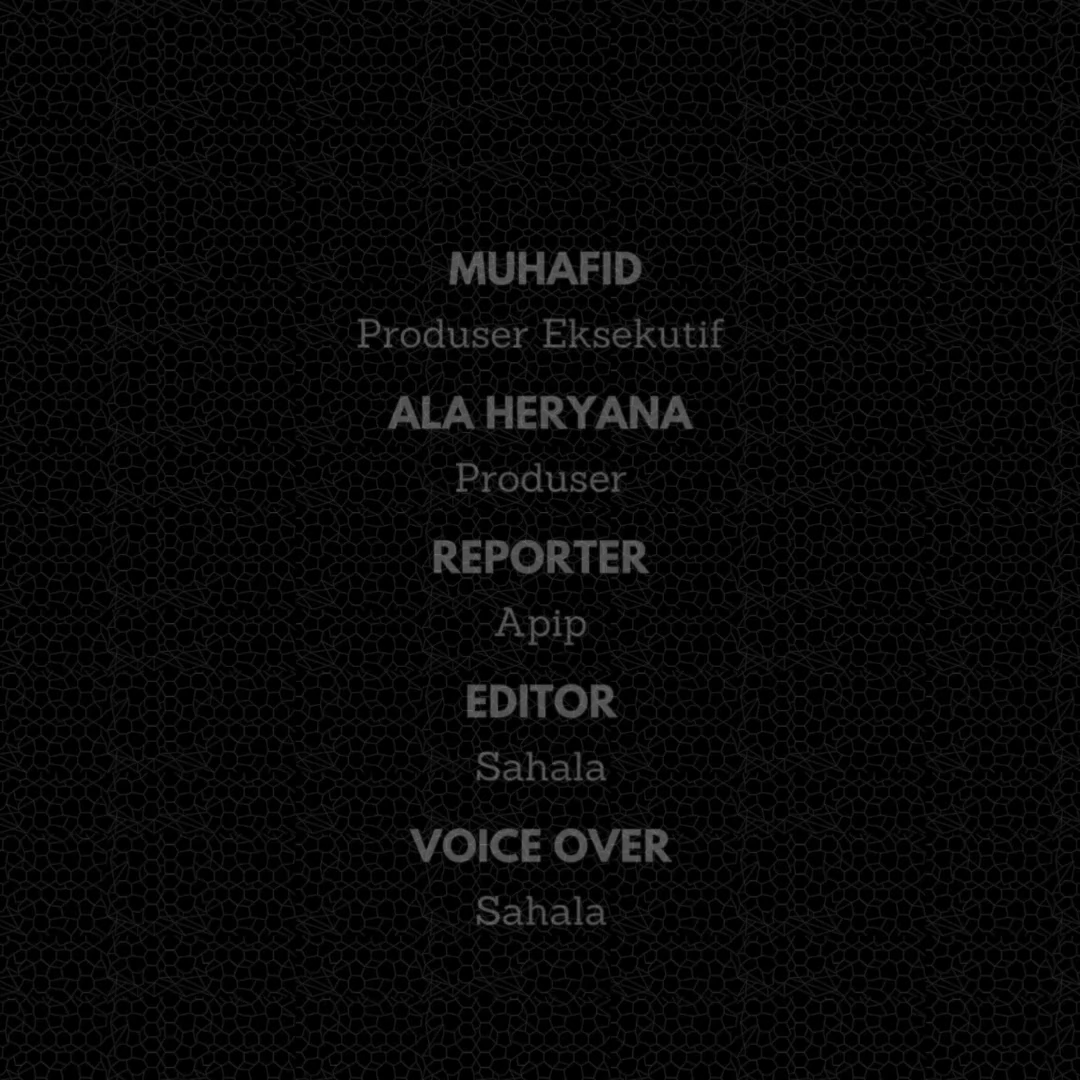 MUHAFID
Produser Eksekutif
ALA HERYANA
Produser
REPORTER
Apip
EDITOR
Sahala
VOICE OVER
Sahala